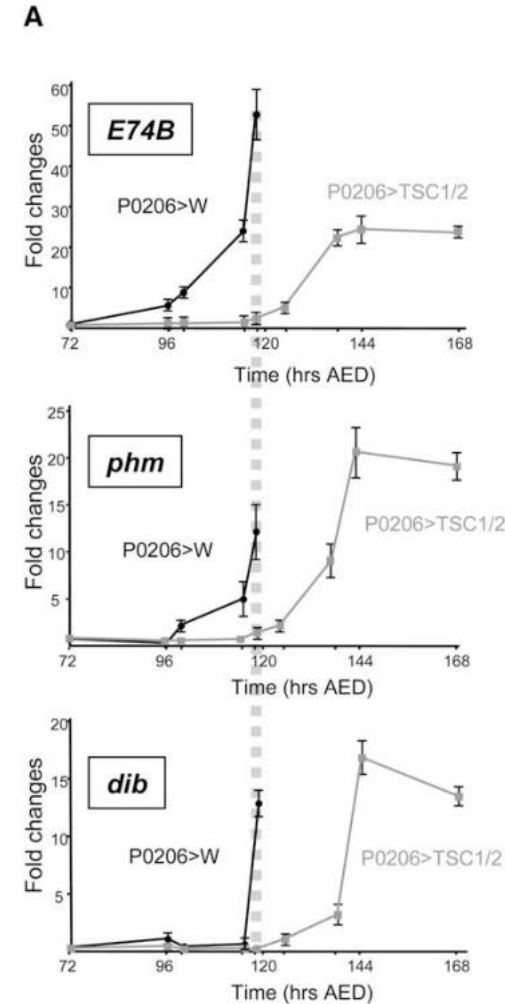 A
60
50
40
30
20
10
Fold changes
E74B
P0206>W
P0206>TSC1/2
72 96 120 144 168
Time (hrs AED)
25
20
15
10
5
Fold changes
phm
P0206>W
P0206>TSC1/2
72 96 120 144 168
Time (hrs AED)
20
15
10
5
Fold changes
dib
P0206>W
P0206>TSC1/2
72 96 120 144 168
Time (hrs AED)